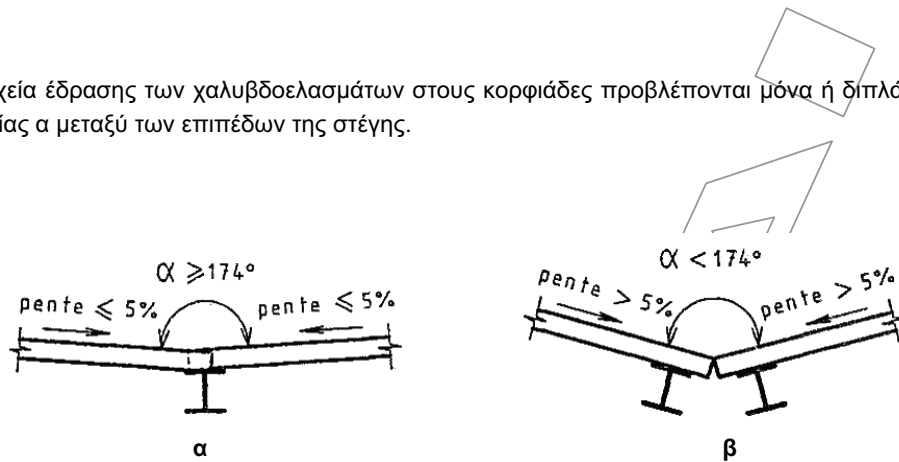 χεία έδρασης των χαλυβδοελασμάτων στους κορφιάδες προβλέπονται μόνα ή διπλά
ίας α μεταξύ των επιπέδων της στέγης.
α ≥ 174°
pente ≤ 5%
pente ≤ 5%
α < 174°
pente > 5%
pente > 5%
α
β